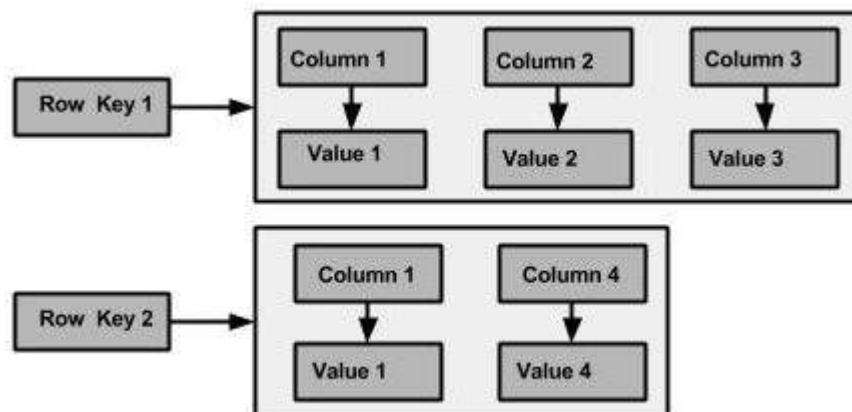 Column 1
Column 2
Column 3
Row Key 1
Value 1
Value 2
Value 3
Column 1
Column 4
Row Key 2
Value 1
Value 4